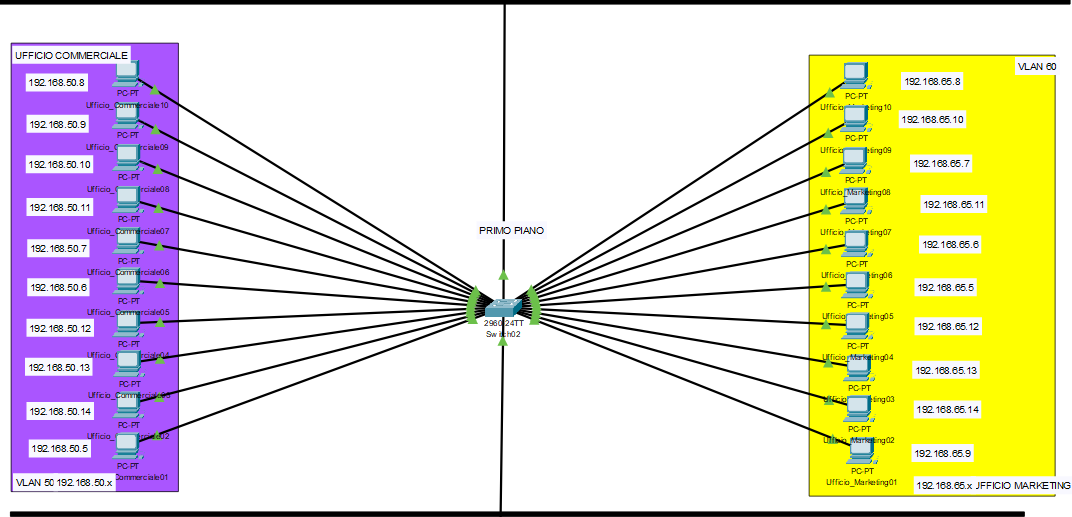 UFFICIO COMMERCIALE
192.168.50.8
PC-PT
Ufficio_Commerciale10
192.168.50.9
PC-PT
Ufficio_Commerciale09
192.168.50.10
PC-PT
Ufficio_Commerciale08
192.168.50.11
PC-PT
Ufficio_Commerciale07
192.168.50.7
PC-PT
Ufficio_Commerciale06
192.168.50.6
PC-PT
Ufficio_Commerciale05
192.168.50.12
PC-PT
Ufficio_Commerciale04
192.168.50.13
PC-PT
Ufficio_Commerciale03
192.168.50.14
PC-PT
Ufficio_Commerciale02
192.168.50.5
PC-PT
Commerciale01
VLAN 50 192.168.50.x
PRIMO PIANO
2960-24TT
Switch02
VLAN 60
192.168.65.8
PC-PT
Ufficio_Marketing10
192.168.65.10
PC-PT
Ufficio_Marketing09
192.168.65.7
PC-PT
Ufficio_Marketing08
192.168.65.11
PC-PT
Ufficio_Marketing07
192.168.65.6
PC-PT
Ufficio_Marketing06
192.168.65.5
PC-PT
Ufficio_Marketing05
192.168.65.12
PC-PT
Ufficio_Marketing04
192.168.65.13
PC-PT
Ufficio_Marketing03
192.168.65.14
PC-PT
Ufficio_Marketing02
192.168.65.9
PC-PT
Ufficio_Marketing01
192.168.65.x JFFICIO MARKETING